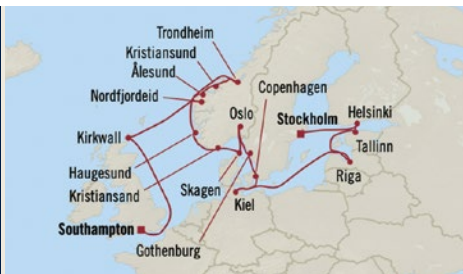 Trondheim
Kristiansund
Ålesund
Nordfjordeid
Copenhagen
Oslo
Stockholm
Helsinki
Kirkwall
Tallinn
Haugesund
Riga
Kristiansand
Skagen
Kiel
Southampton
Gothenburg